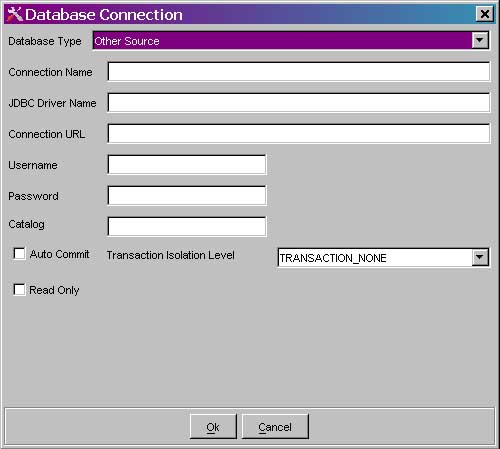 Database Connection
Database Type Other Source
Connection Name
JDBC Driver Name
Connection URL
Username
Password
Catalog
Auto Commit Transaction Isolation Level TRANSACTION_NONE
Read Only
Ok Cancel